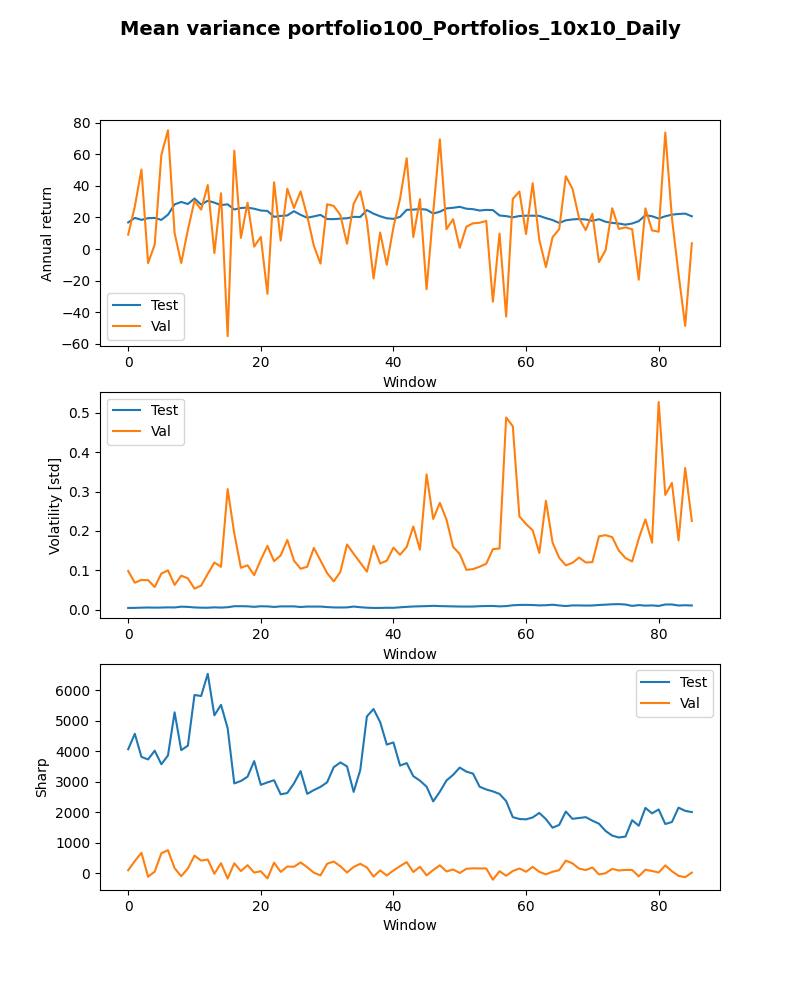 Mean variance portfolio100_Portfolios_10x10_Daily
Annual return
80
60
40
20
0
−20
−40
−60
Test
Val
0 20 40 60 80
Window
Volatility [std]
0.5
0.4
0.3
0.2
0.1
0.0
Test
Val
0 20 40 60 80
Window
Sharp
6000
5000
4000
3000
2000
1000
0
Test
Val
0 20 40 60 80
Window